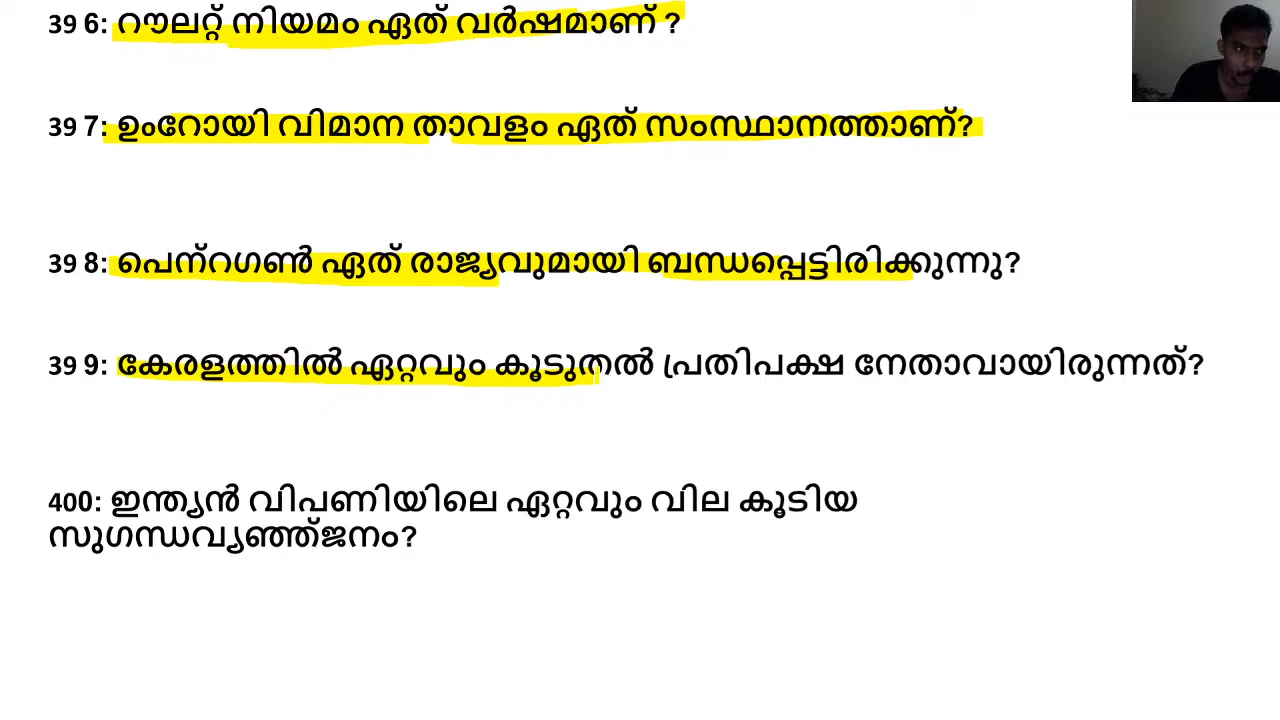 39 6: റൗലറ്റ് നിയമം ഏത് വർഷമാണ് ?
39 7: ഉംറോയി വിമാന താവളം ഏത് സംസ്ഥാനത്താണ്?
39 8: പെന്റഗൺ ഏത് രാജ്യവുമായി ബന്ധപ്പെട്ടിരിക്കുന്നു?
39 9: കേരളത്തിൽ ഏറ്റവും കൂടുതൽ പ്രതിപക്ഷ നേതാവായിരുന്നത്?
400: ഇന്ത്യൻ വിപണിയിലെ ഏറ്റവും വില കൂടിയ
സുഗന്ധവ്യഞ്ഞ്ജനം?